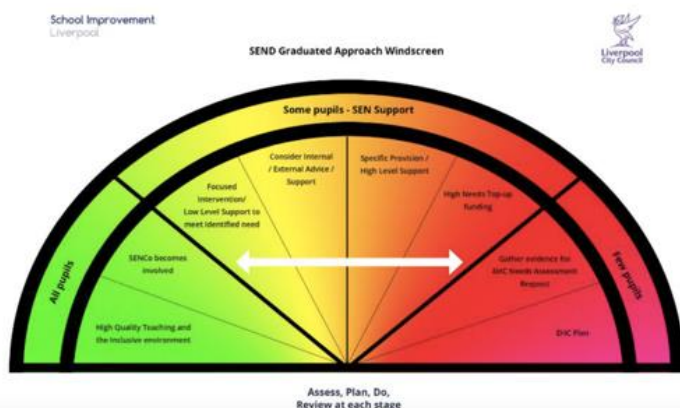 School Improvement
Liverpool
Liverpool
City Council
SEND Graduated Approach Windscreen
Some pupils - SEN Support
Consider Internal
/ External Advice /
Support
Specific Provision /
High Level Support
Focused
Intervention/
Low Level Support to
meet identified need
High Needs Top-up
funding
SENCo becomes
involved
Gather evidence for
Needs Assessment
Request
All pupils
Few pupils
High Quality Teaching and
the inclusive environment
Plan
Assess, Plan, Do,
Review at each stage